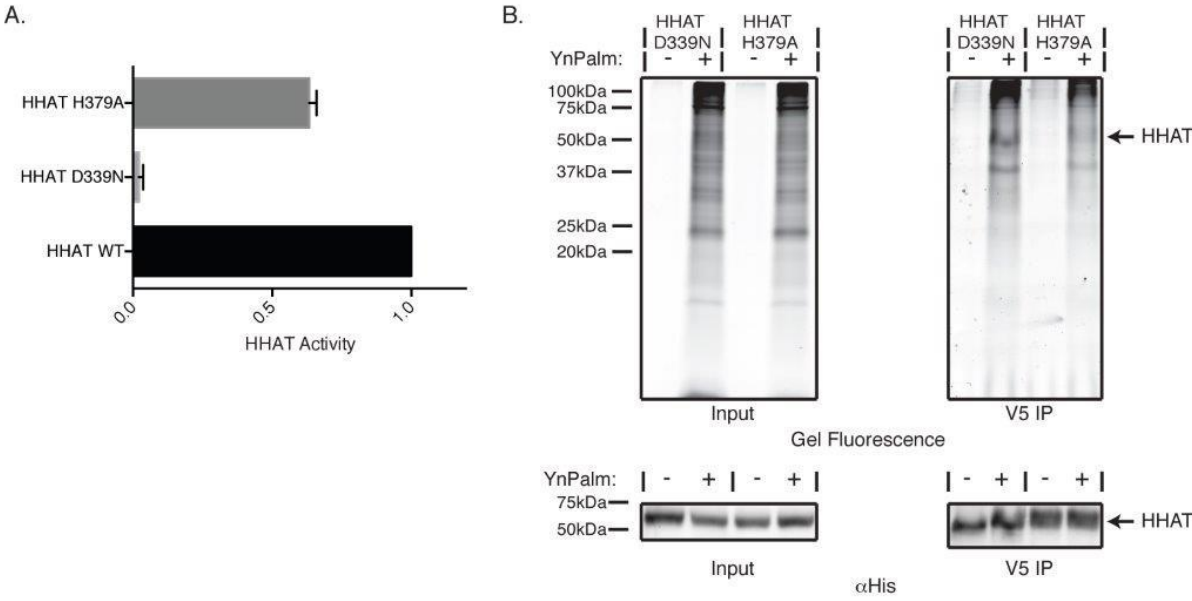 A.
HHAT H379A
HHAT D339N
HHAT WT
0.0
0.5
1.0
HHAT Activity
B.
HHAT
D339N
HHAT
H379A
YnPalm: - + - +
100kDa
75kDa
50kDa
37kDa
25kDa
20kDa
Input
HHAT
D339N
HHAT
H379A
- + - +
HHAT
V5 IP
Gel Fluorescence
YnPalm: - + - +
75kDa
50kDa
Input
- + - +
HHAT
V5 IP
αHis